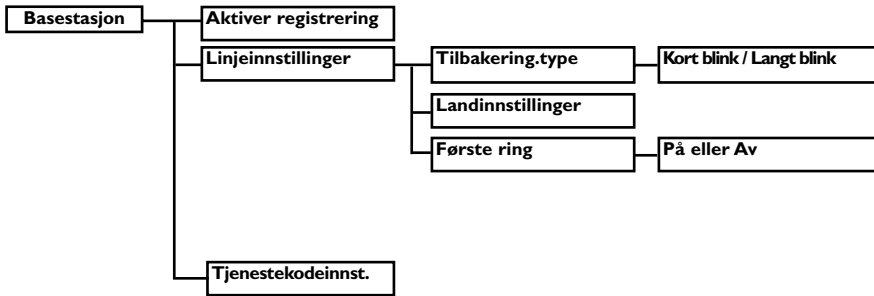 Basestasjon
Aktiver registrering
Linjeinnstillinger
Tilbakering.type
Kort blink / Langt blink
Landinnstillinger
Første ring
På eller Av
Tjenestekodeinnst.